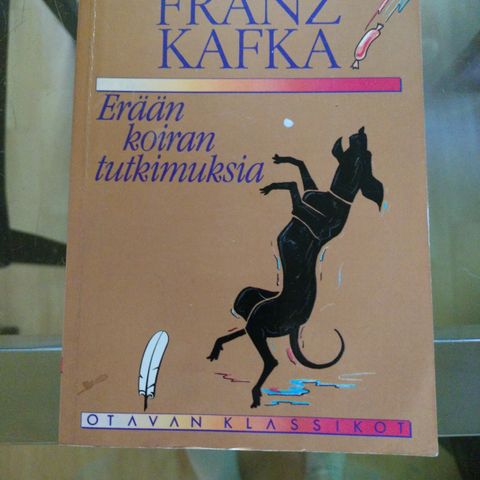 FRANZ
KAFKA
Erään
koiran
tutkimuksia
OTAVAN KLASSIKOT